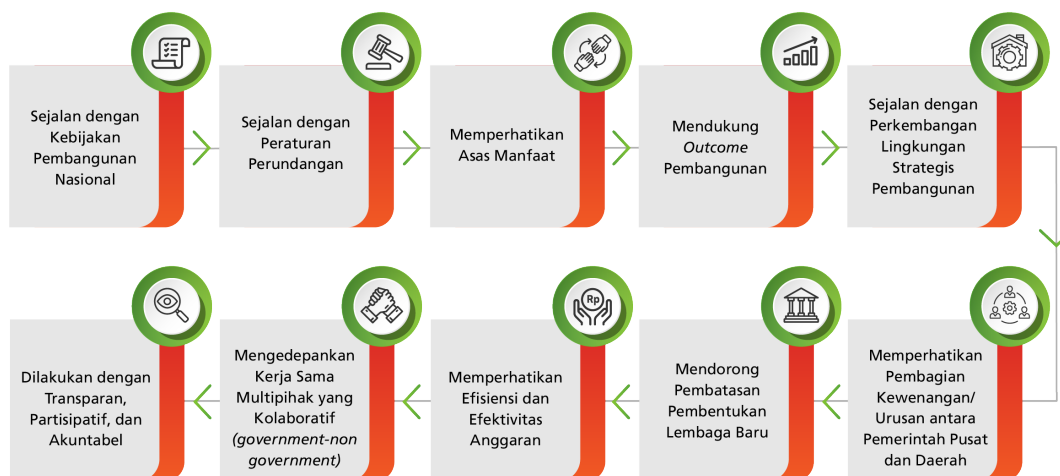 Sejalan dengan
Kebijakan
Pembangunan
Nasional
Sejalan dengan
Peraturan
Perundangan
Memperhatikan
Asas Manfaat
Mendukung
Outcome
Pembangunan
Sejalan dengan
Perkembangan
Lingkungan
Strategis
Pembangunan
Memperhatikan
Pembagian
Kewenangan/
Urusan antara
Pemerintah Pusat
dan Daerah
Mendorong
Pembatasan
Pembentukan
Lembaga Baru
Rp
Memperhatikan
Efisiensi dan
Efektivitas
Anggaran
Mengedepankan
Kerja Sama
Multipihak yang
Kolaboratif
(government-non
government)
Dilakukan dengan
Transparan,
Partisipatif, dan
Akuntabel